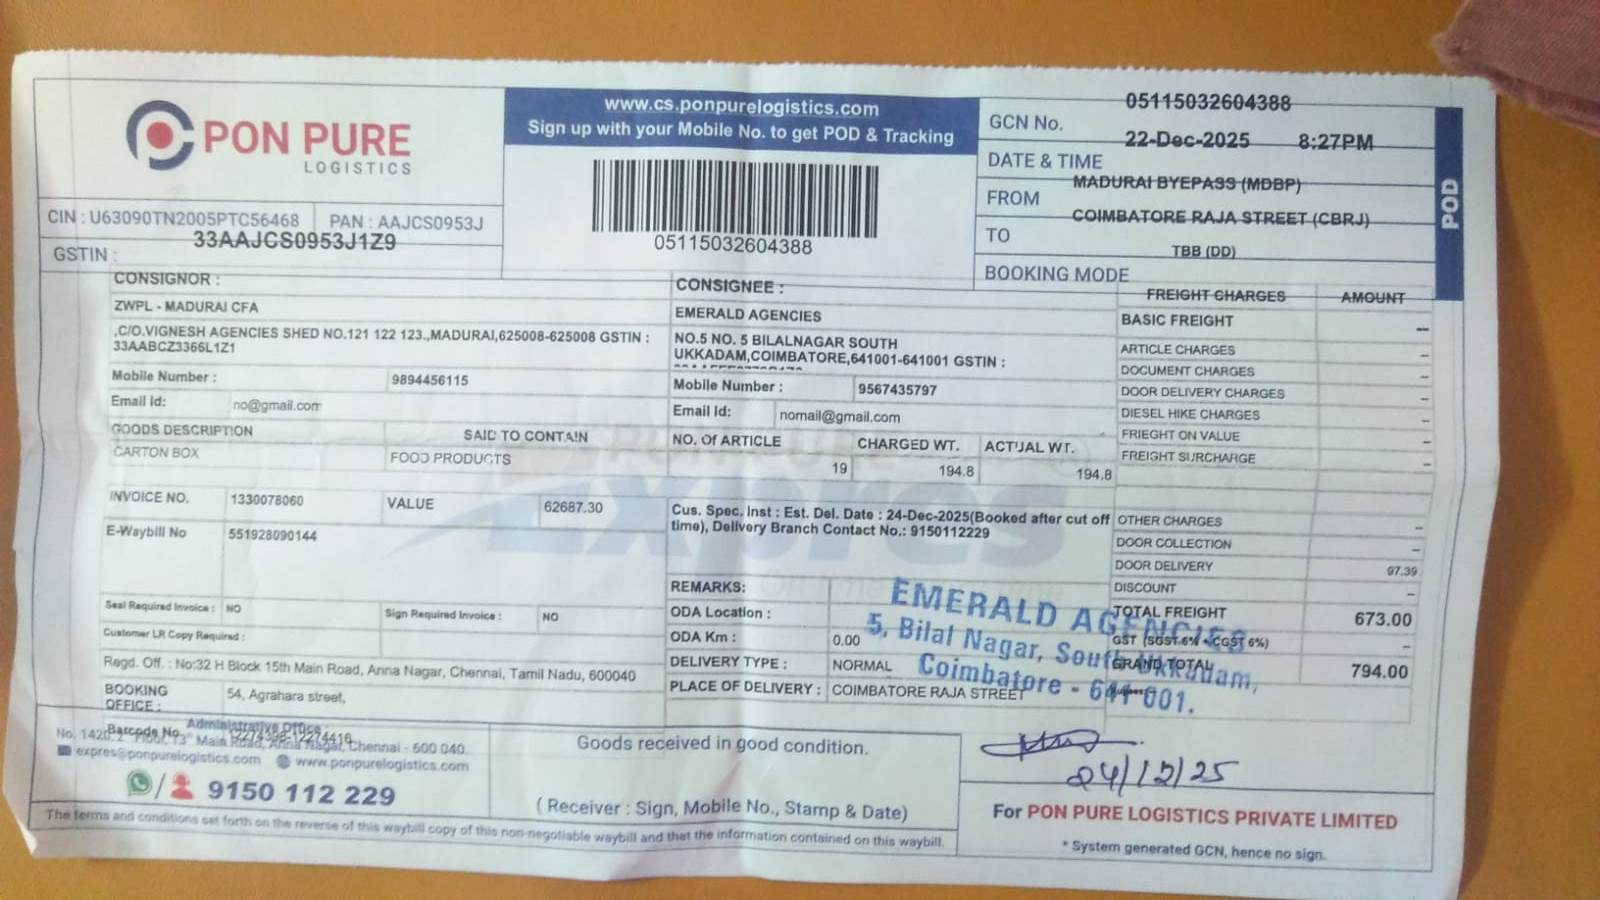 PON PURE
LOGISTICS
CIN : U63090TN2005PTC56468 PAN : AAJCS0953J
33AAJCS0953J1Z9
GSTIN :
www.cs.ponpurelogistics.com
Sign up with your Mobile No. to get POD & Tracking
05115032604388
05115032604388
GCN No.
22-Dec-2025 8:27PM
DATE & TIME
MADURAI BYEPASS (MDBP)
FROM
COIMBATORE RAJA STREET (CBRJ)
TO
TBB (DD)
BOOKING MODE
POD
CONSIGNOR :
ZWPL - MADURAI CFA
,C/O.VIGNESH AGENCIES SHED NO.121 122 123.,MADURAI,625008-625008 GSTIN :
33AABCZ3366L1Z1
Mobile Number : 9894456115
Email Id: no@gmail.com
GOODS DESCRIPTION SAID TO CONTAIN
CARTON BOX FOOD PRODUCTS
INVOICE NO. 1330078060 VALUE 62687.30
E-Waybill No 551928090144
Seal Required Invoice : NO Sign Required Invoice : NO
Customer LR Copy Required :
Regd. Off. : No:32 H Block 15th Main Road, Anna Nagar, Chennai, Tamil Nadu, 600040
BOOKING OFFICE : 54, Agrahara street,
CONSIGNEE :
EMERALD AGENCIES
NO.5 NO. 5 BILALNAGAR SOUTH
UKKADAM,COIMBATORE,641001-641001 GSTIN :
Mobile Number : 9567435797
Email Id: nomail@gmail.com
NO. Of ARTICLE CHARGED WT. ACTUAL WT.
19 194.8 194.8
Cus. Spec. Inst : Est. Del. Date : 24-Dec-2025(Booked after cut off
time), Delivery Branch Contact No.: 9150112229
REMARKS:
ODA Location :
ODA Km : 0.00
DELIVERY TYPE : NORMAL
PLACE OF DELIVERY : COIMBATORE RAJA STREET
FREIGHT CHARGES AMOUNT
BASIC FREIGHT --
ARTICLE CHARGES --
DOCUMENT CHARGES --
DOOR DELIVERY CHARGES --
DIESEL HIKE CHARGES --
FRIEGHT ON VALUE --
FREIGHT SURCHARGE --
OTHER CHARGES --
DOOR COLLECTION --
DOOR DELIVERY 97.39
DISCOUNT --
TOTAL FREIGHT 673.00
GST (SGST 6% + CGST 6%) --
GRAND TOTAL 794.00
EMERALD AGENCIES
5, Bilal Nagar, South Ukkadam,
Coimbatore - 641 001.
Expres
Administrative Office :
Barcode No. 12274398-12274416
No, 1420, 2nd Floor, 13th Main Road, Anna Nagar, Chennai - 600 040.
expres@ponpurelogistics.com www.ponpurelogistics.com
/ 9150 112 229
Goods received in good condition.
( Receiver : Sign, Mobile No., Stamp & Date)
The terms and conditions set forth on the reverse of this waybill copy of this non-negotiable waybill and that the information contained on this waybill.
24/12/25
For PON PURE LOGISTICS PRIVATE LIMITED
* System generated GCN, hence no sign.